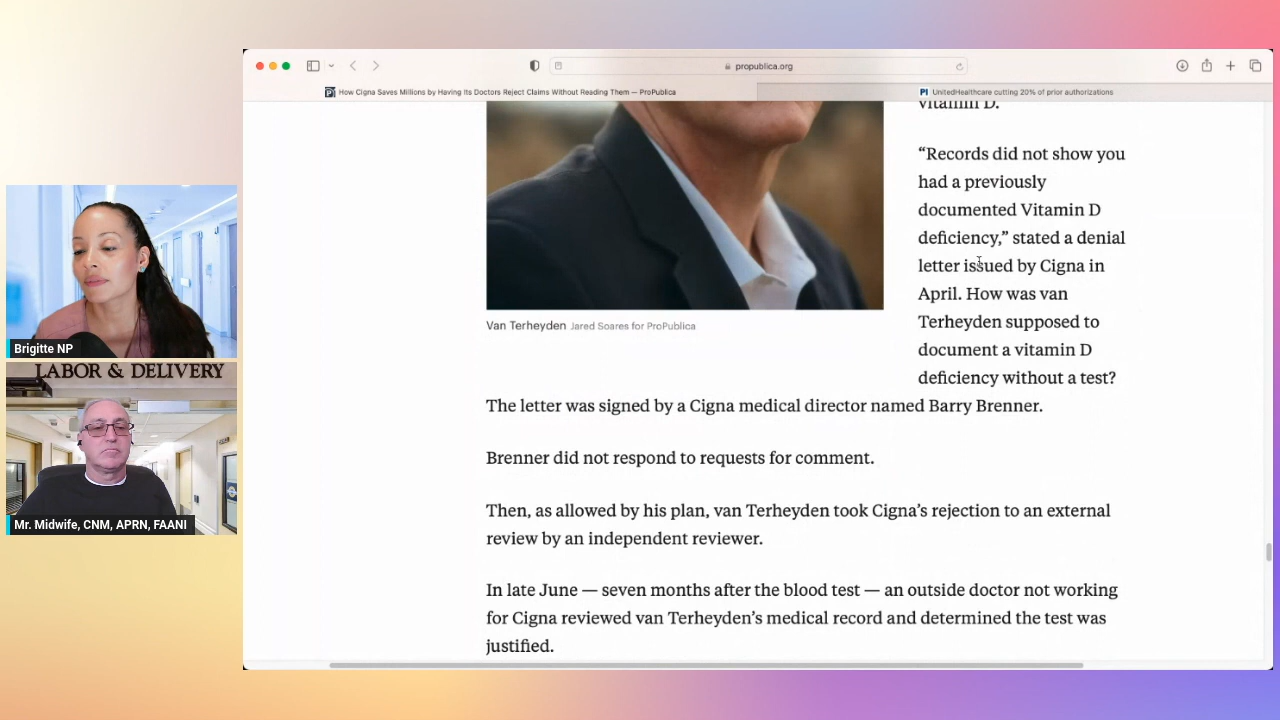 propublica.org
How Cigna Saves Millions by Having Its Doctors Reject Claims Without Reading Them — ProPublica
UnitedHealthcare cutting 20% of prior authorizations
vitamin D.
“Records did not show you
had a previously
documented Vitamin D
deficiency,” stated a denial
letter issued by Cigna in
April. How was van
Terheyden supposed to
document a vitamin D
deficiency without a test?
Van Terheyden Jared Soares for ProPublica
The letter was signed by a Cigna medical director named Barry Brenner.
Brenner did not respond to requests for comment.
Then, as allowed by his plan, van Terheyden took Cigna’s rejection to an external
review by an independent reviewer.
In late June — seven months after the blood test — an outside doctor not working
for Cigna reviewed van Terheyden’s medical record and determined the test was
justified.
Brigitte NP
LABOR & DELIVERY
Mr. Midwife, CNM, APRN, FAANI